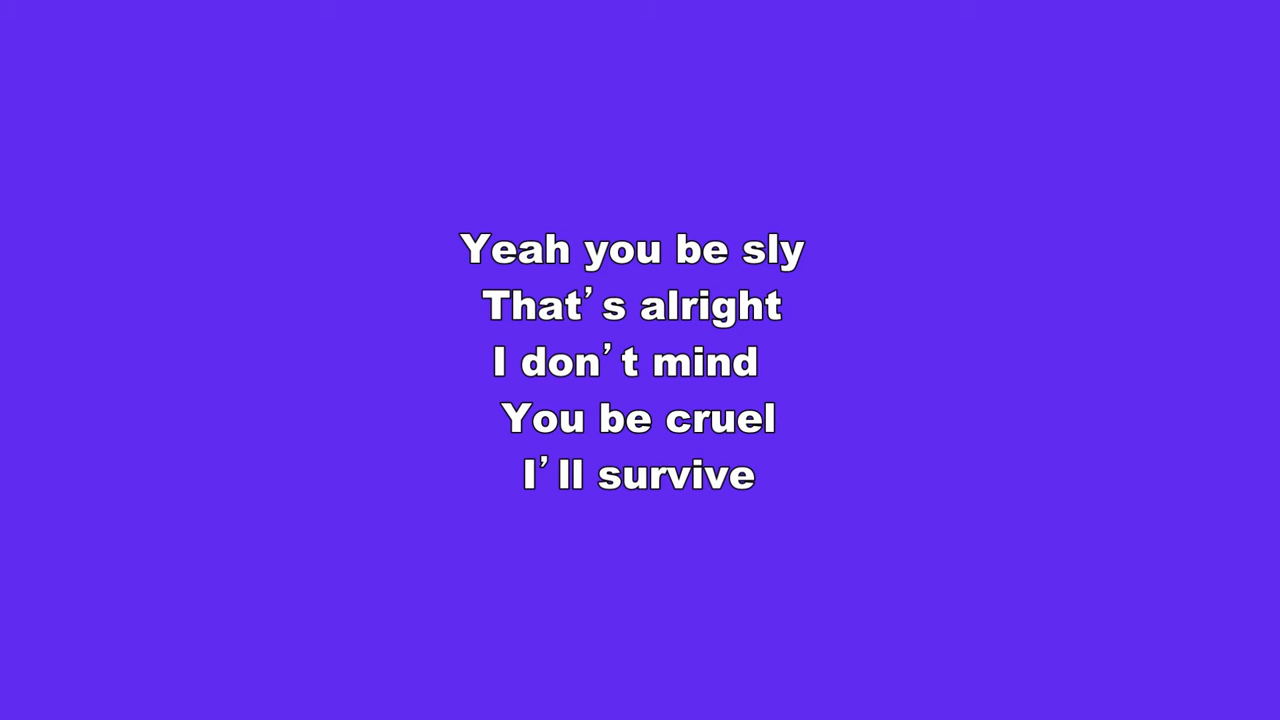 Yeah you be sly
That’s alright
I don’t mind
You be cruel
I’ll survive